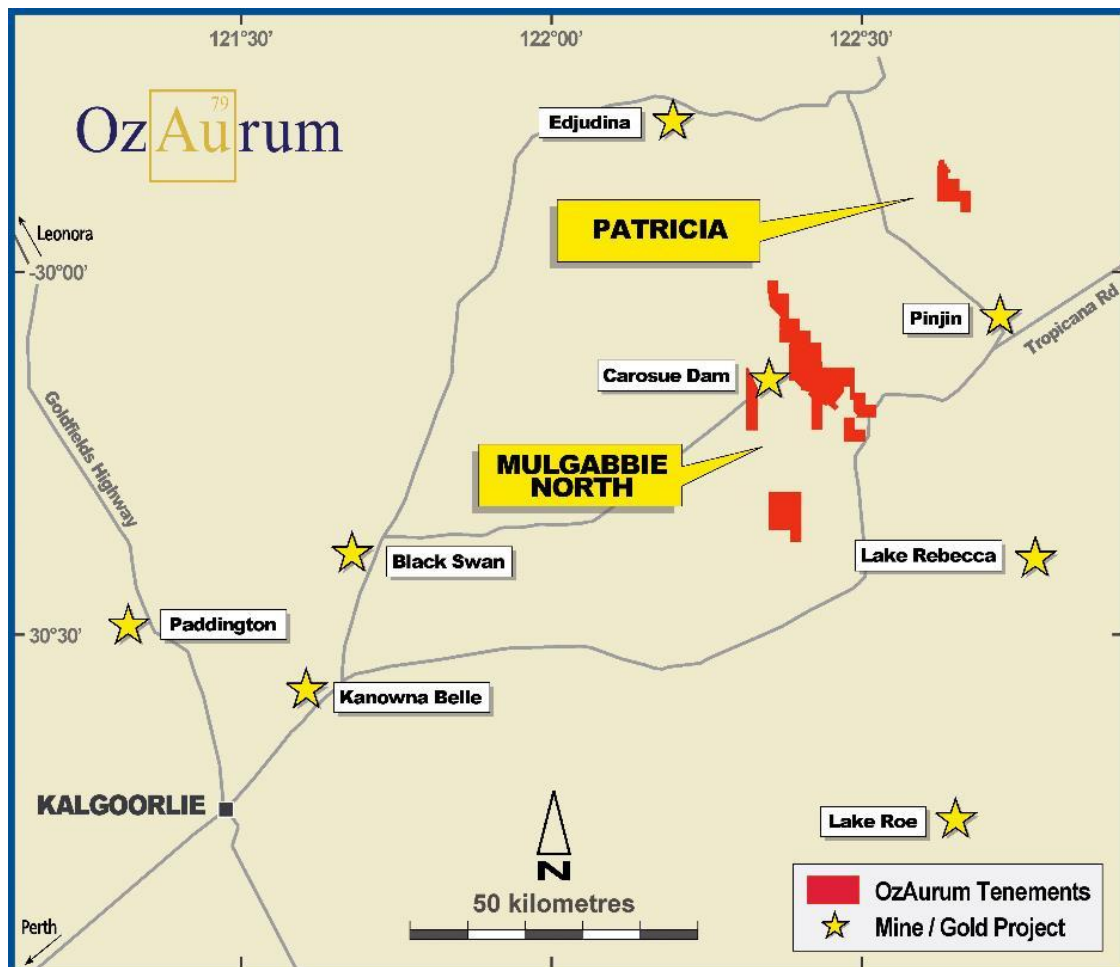 121°30’
122°00’
122°30’
79
OzAurum
Edjudina
PATRICIA
Leonora
-30°00’
Pinjin
Tropicana Rd
Carosue Dam
Goldfields Highway
MULGABBIE
NORTH
Black Swan
Lake Rebecca
Paddington
30°30’
Kanowna Belle
KALGOORLIE
Lake Roe
N
50 kilometres
OzAurum Tenements
Mine / Gold Project
Perth